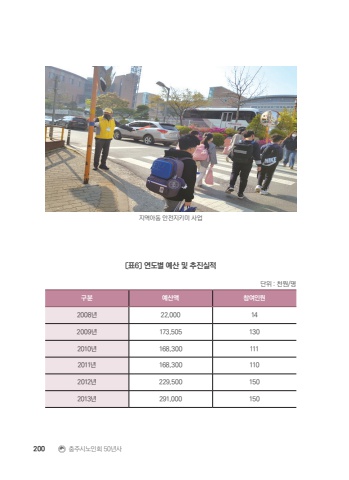 지역아동 안전지키미 사업
[표6] 연도별 예산 및 추진실적
단위 : 천원/명
구분 예산액 참여인원
2008년 22,000 14
2009년 173,505 130
2010년 168,300 111
2011년 168,300 110
2012년 229,500 150
2013년 291,000 150
200 충주시노인회 50년사